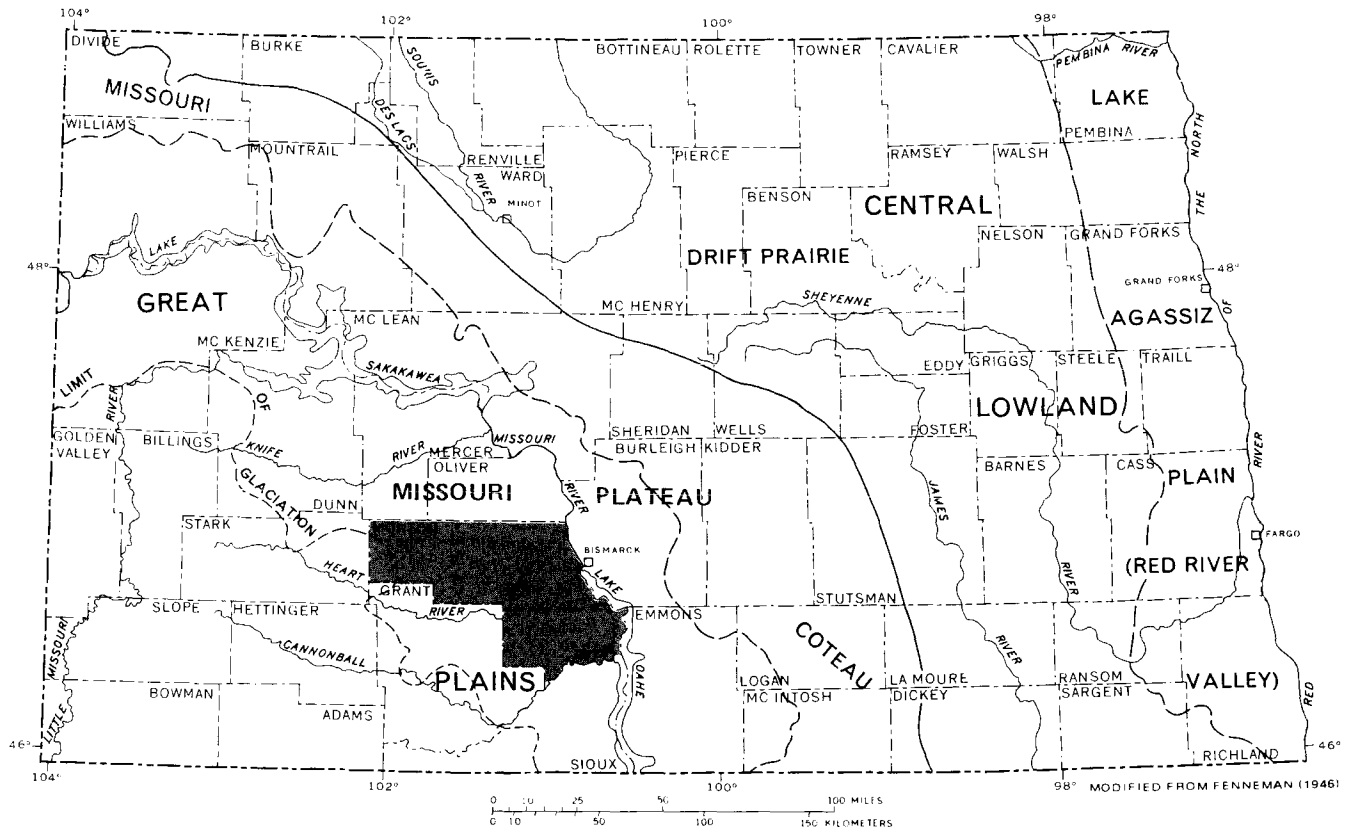 104° 102° 100° 98°
DIVIDE BURKE BOTTINEAU ROLETTE TOWNER CAVALIER PEMBINA RIVER
SOURIS
MISSOURI LAKE
DES LACS
WILLIAMS PEMBINA
MOUNTRAIL RENVILLE PIERCE RAMSEY WALSH NORTH
WARD
RIVER BENSON THE
MINOT CENTRAL
NELSON GRAND FORKS
LAKE DRIFT PRAIRIE
48° 48°
GRAND FORKS
GREAT SHEYENNE OF
MC LEAN MC HENRY AGASSIZ
MC KENZIE
SAKAKAWEA EDDY GRIGGS STEELE TRAILL
LIMIT OF
RIVER LOWLAND
GOLDEN VALLEY BILLINGS KNIFE RIVER MERCER MISSOURI SHERIDAN WELLS FOSTER RIVER
OLIVER BURLEIGH KIDDER BARNES CASS
GLACIATION MISSOURI PLATEAU PLAIN
DUNN RIVER JAMES
STARK
BISMARCK FARGO
HEART LAKE (RED RIVER
GRANT RIVER
SLOPE HETTINGER RIVER EMMONS STUTSMAN
MISSOURI CANNONBALL COTEAU RIVER
OAHE
PLAINS LOGAN LA MOURE RANSOM VALLEY)
BOWMAN MC INTOSH DICKEY SARGENT RED
LITTLE ADAMS
46° 46°
SIOUX RICHLAND
104° 102° 100° 98° MODIFIED FROM FENNEMAN (1946)
0 10 25 50 100 MILES
0 10 50 100 150 KILOMETERS